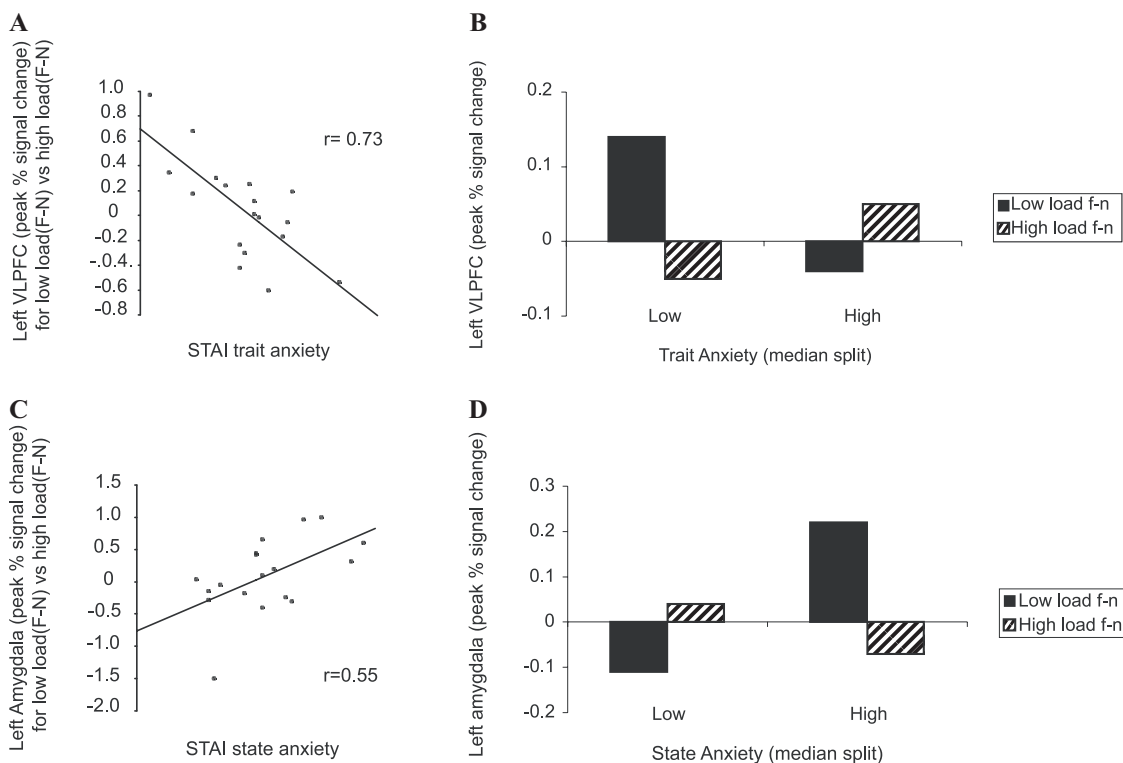 A
Left VLPFC (peak % signal change)
for low load(F-N) vs high load(F-N)
1.0
0.8
0.6
0.4
0.2
0
-0.2
-0.4.
-0.6
-0.8
r= 0.73
STAI trait anxiety
B
Left VLPFC (peak % signal change)
0.2
0.1
0
-0.1
Low
High
Trait Anxiety (median split)
Low load f-n
High load f-n
C
Left Amygdala (peak % signal change)
for low load(F-N) vs high load(F-N
1.5
1.0
0.5
0
-0.5
-1.0
-1.5
-2.0
r=0.55
STAI state anxiety
D
Left amygdala (peak % signal change)
0.3
0.2
0.1
0
-0.1
-0.2
Low
High
State Anxiety (median split)
Low load f-n
High load f-n